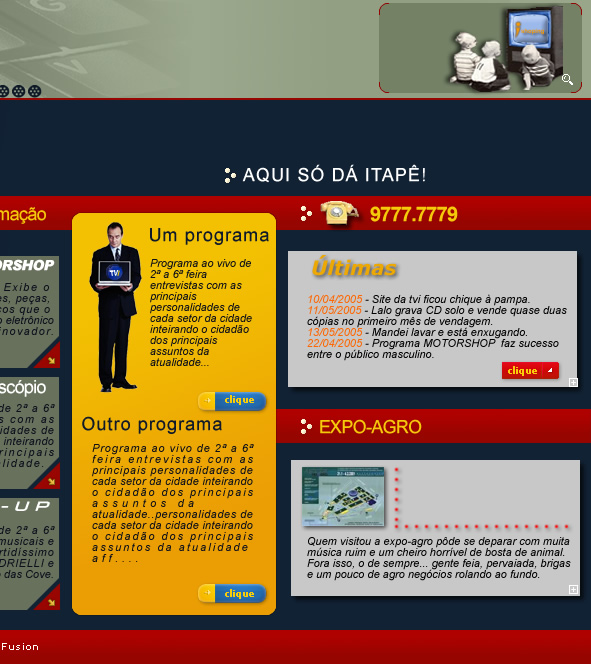 AQUI SÓ DÁ ITAPÊ!
mação
9777.7779
ORSHOP
Exibe o
es, peças,
ços que o
o eletrônico
inovador.
scópio
de 2ª a 6ª
s com as
lidades de
inteirando
rincipais
alidade.
- U P
de 2ª a 6ª
musicais e
ertidíssimo
DRIELLI e
o das Cove.
Um programa
Programa ao vivo de
2ª a 6ª feira
entrevistas com as
principais
personalidades de
cada setor da cidade
inteirando o cidadão
dos principais
assuntos da
atualidade...
TVi
clique
Outro programa
Programa ao vivo de 2ª a 6ª
feira entrevistas com as
principais personalidades de
cada setor da cidade inteirando
o cidadão dos principais
assuntos da
atualidade..personalidades de
cada setor da cidade inteirando
o cidadão dos principais
assuntos da atualidade
aff....
clique
Últimas
10/04/2005 - Site da tvi ficou chique à pampa.
11/05/2005 - Lalo grava CD solo e vende quase duas
cópias no primeiro mês de vendagem.
13/05/2005 - Mandei lavar e está enxugando.
22/04/2005 - Programa MOTORSHOP faz sucesso
entre o público masculino.
clique
EXPO-AGRO
Quem visitou a expo-agro pôde se deparar com muita
música ruim e um cheiro horrível de bosta de animal.
Fora isso, o de sempre... gente feia, pervaiada, brigas
e um pouco de agro negócios rolando ao fundo.
Fusion